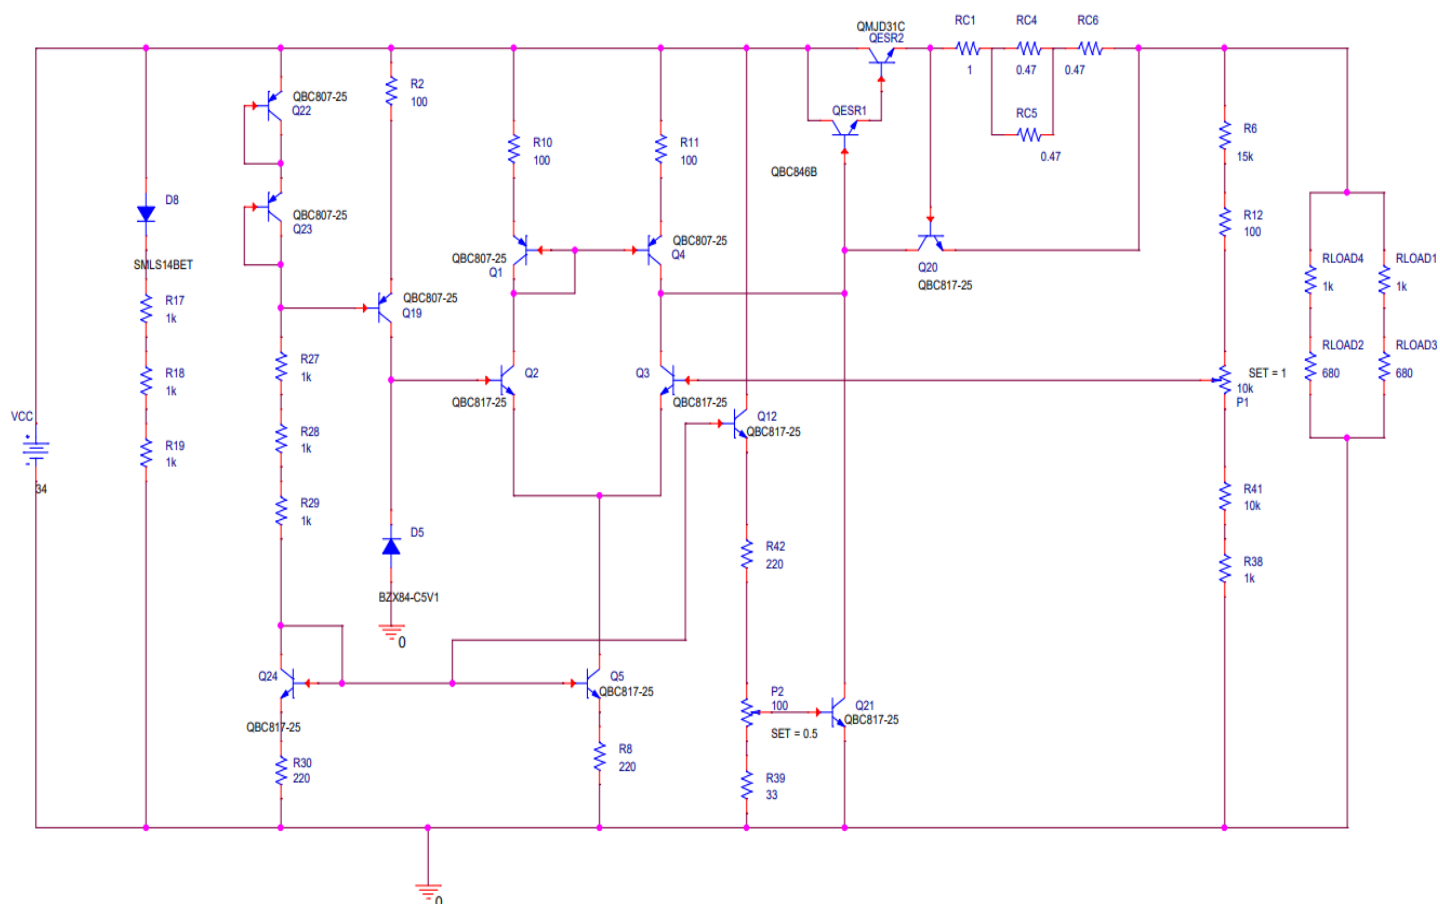 QMJD31C
QESR2
RC1
1
RC4
0.47
RC6
0.47
RC5
0.47
QBC807-25
Q22
R2
100
QESR1
QBC846B
R10
100
R11
100
R6
15k
D8
SMLS14BET
QBC807-25
Q23
R12
100
QBC807-25
Q1
QBC807-25
Q4
Q20
QBC817-25
RLOAD4
1k
RLOAD1
1k
R17
1k
QBC807-25
Q19
R27
1k
R18
1k
Q2
QBC817-25
Q3
QBC817-25
SET = 1
10k
P1
RLOAD2
680
RLOAD3
680
VCC
+
-
34
R19
1k
R28
1k
Q12
QBC817-25
R29
1k
D5
BZX84-C5V1
0
R42
220
R41
10k
R38
1k
Q24
QBC817-25
Q5
QBC817-25
P2
100
SET = 0.5
Q21
QBC817-25
R30
220
R8
220
R39
33
0